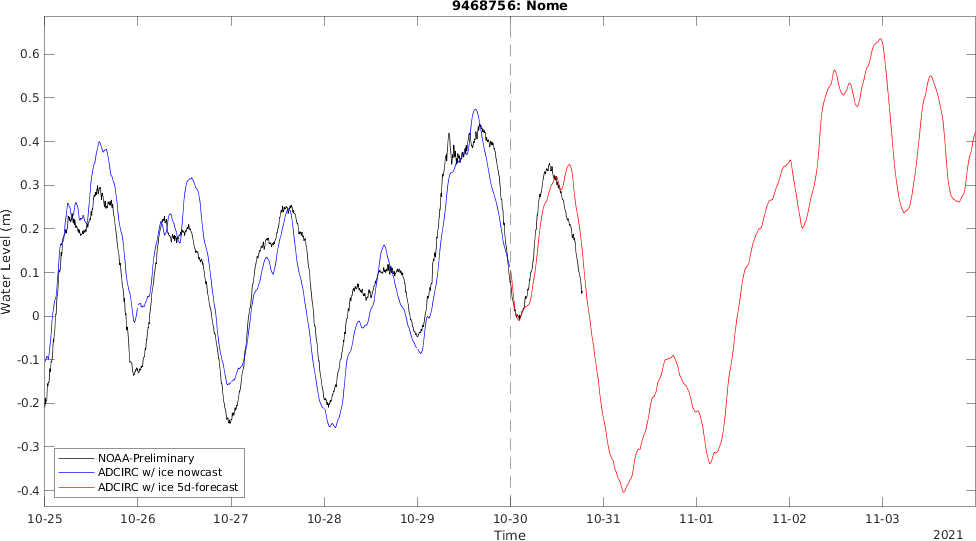 9468756: Nome
Water Level (m)
0.6
0.5
0.4
0.3
0.2
0.1
0
-0.1
-0.2
-0.3
-0.4
NOAA-Preliminary
ADCIRC w/ ice nowcast
ADCIRC w/ ice 5d-forecast
10-25 10-26 10-27 10-28 10-29 10-30 10-31 11-01 11-02 11-03
Time
2021